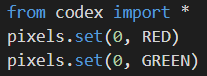 from codex import *
pixels.set(0, RED)
pixels.set(0, GREEN)